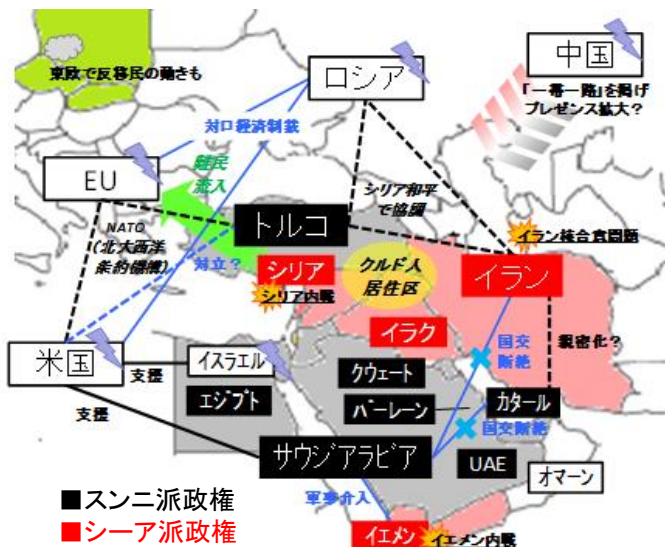 東欧で反移民の動きも
ロシア
中国
「一帯一路」を掲げ
プレゼンス拡大？
対ロ経済制裁
EU
難民
流入
シリア和平
で協調
トルコ
NATO
（北大西洋
条約機構）
対立？
シリア
シリア内戦
クルド人
居住区
イラン核合意問題
イラン
イラク
国交
断絶
親密化？
米国
支援
イスラエル
エジプト
クウェート
バーレーン
カタール
国交断絶
支援
サウジアラビア
UAE
オマーン
軍事介入
■スンニ派政権
■シーア派政権
イエメン
イエメン内戦